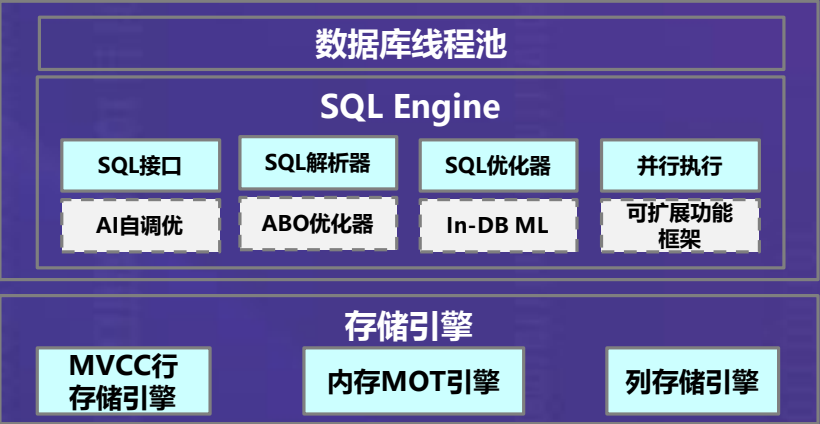 数据库线程池
SQL Engine
SQL接口
SQL解析器
SQL优化器
并行执行
AI自调优
ABO优化器
In-DB ML
可扩展功能
框架
存储引擎
MVCC行
存储引擎
内存MOT引擎
列存储引擎